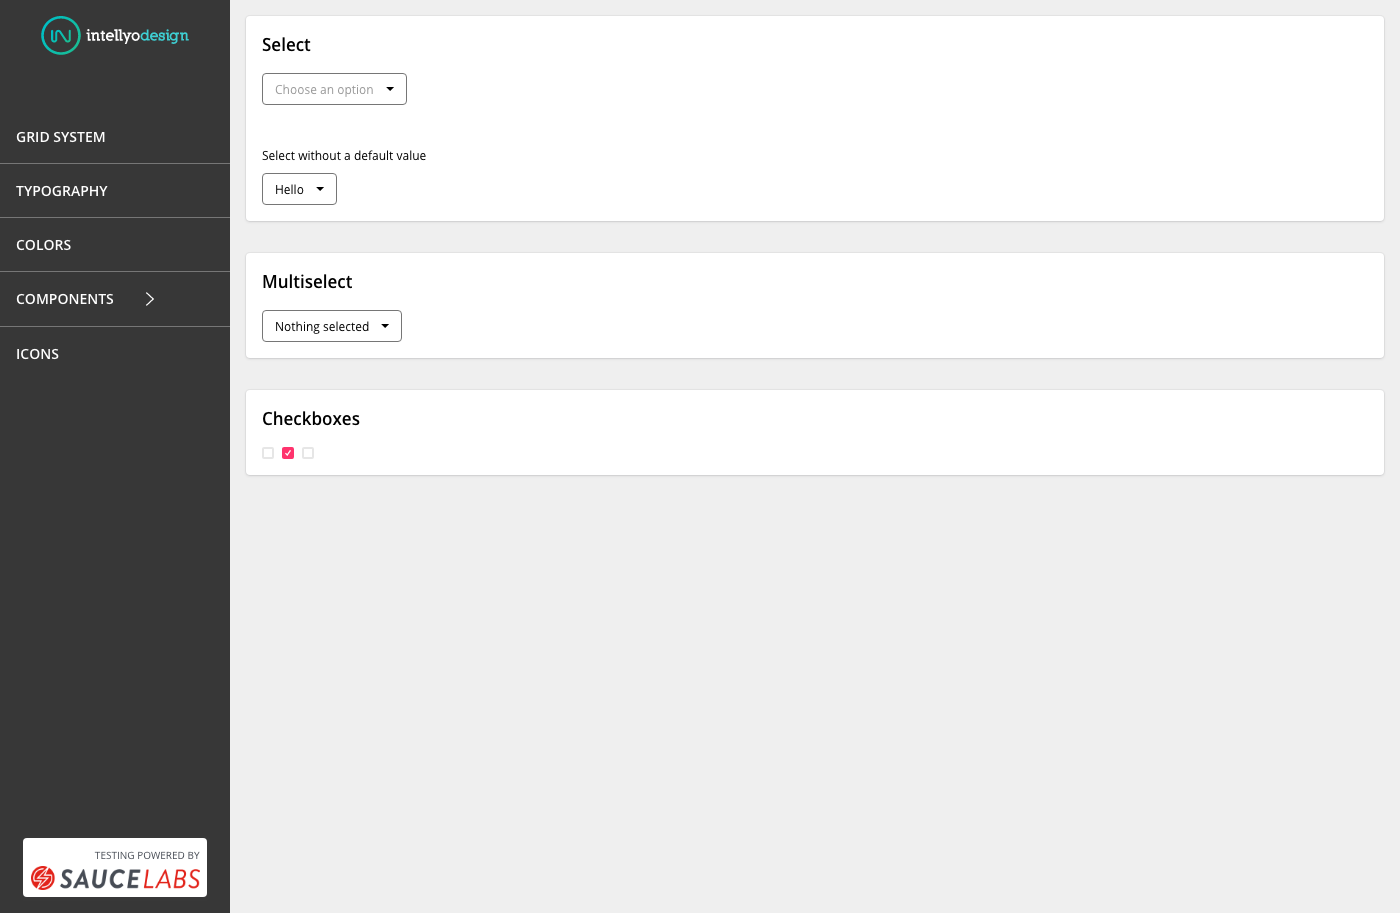 intellyodesign
GRID SYSTEM
TYPOGRAPHY
COLORS
COMPONENTS
ICONS
TESTING POWERED BY
SAUCELABS
Select
Choose an option
Select without a default value
Hello
Multiselect
Nothing selected
Checkboxes